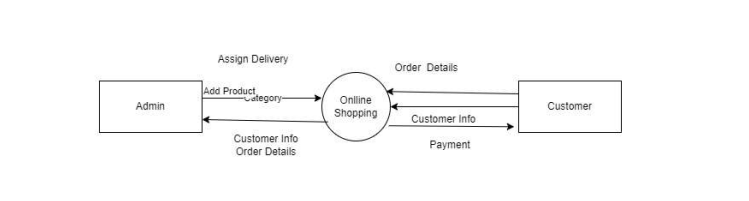 Assign Delivery
Order Details
Add Product
Category
Admin
Onlline
Shopping
Customer
Customer Info
Customer Info
Order Details
Payment